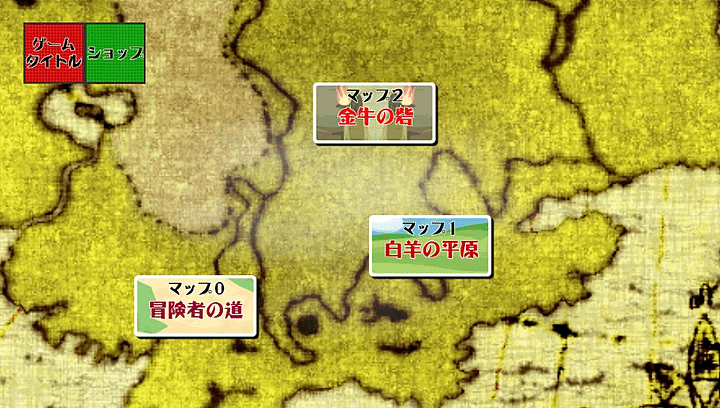 ゲーム
タイトル
ショップ
マップ2
金牛の砦
マップ1
白羊の平原
マップ0
冒険者の道